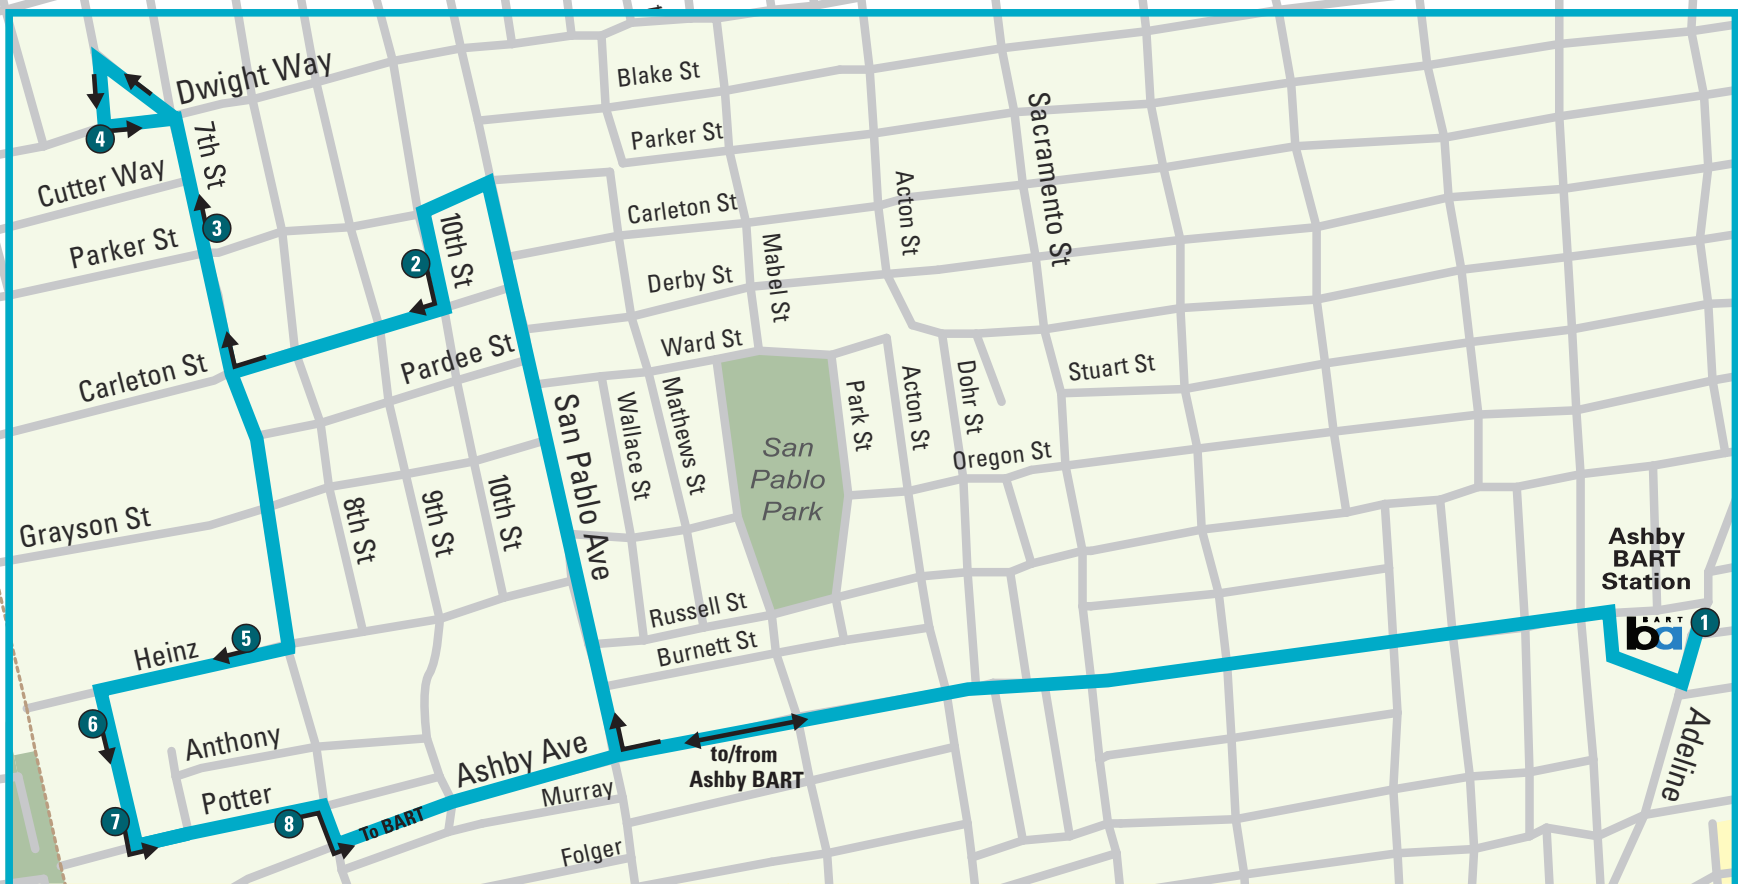 Dwight Way
Blake St
Parker St
7th St
4
Cutter Way
Sacramento St
3
Parker St
Carleton St
Acton St
10th St
2
Mabel St
Derby St
Ward St
Pardee St
Carleton St
Stuart St
San Pablo Ave
Wallace St
Mathews St
Park St
Acton St
Dohr St
San
Pablo
Park
Oregon St
Grayson St
8th St
9th St
10th St
Ashby
BART
Station
BART
ba
1
Russell St
Burnett St
5
Heinz
6
Anthony
Ashby Ave
to/from
Ashby BART
Adeline
Potter
Murray
7
8
To BART
Folger